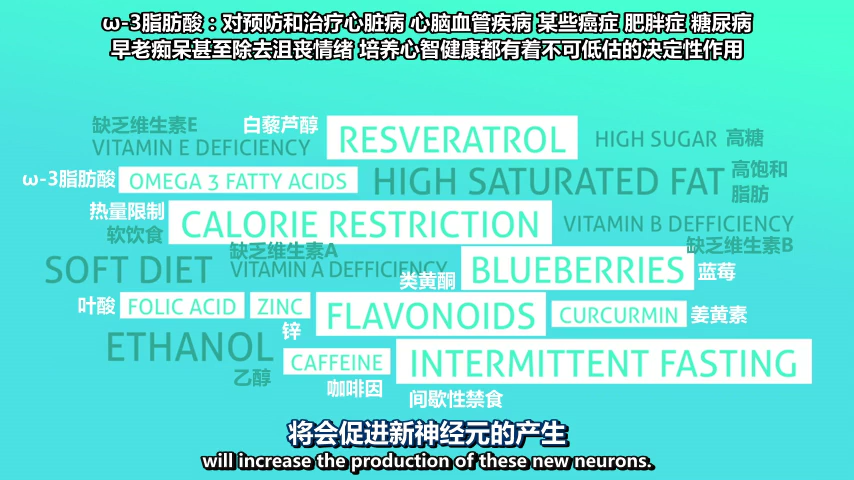 ω-3脂肪酸：对预防和治疗心脏病 心脑血管疾病 某些癌症 肥胖症 糖尿病
早老痴呆甚至除去沮丧情绪 培养心智健康都有着不可低估的决定性作用
缺乏维生素E
白藜芦醇
VITAMIN E DEFICIENCY
RESVERATROL
HIGH SUGAR 高糖
ω-3脂肪酸 OMEGA 3 FATTY ACIDS
HIGH SATURATED FAT
高饱和
脂肪
热量限制
软饮食
CALORIE RESTRICTION
VITAMIN B DEFFICIENCY
缺乏维生素B
SOFT DIET
缺乏维生素A
VITAMIN A DEFFICIENCY
类黄酮
BLUEBERRIES 蓝莓
叶酸 FOLIC ACID
ZINC
锌
FLAVONOIDS
CURCURMIN 姜黄素
ETHANOL
乙醇
CAFFEINE
咖啡因
INTERMITTENT FASTING
间歇性禁食
将会促进新神经元的产生
will increase the production of these new neurons.